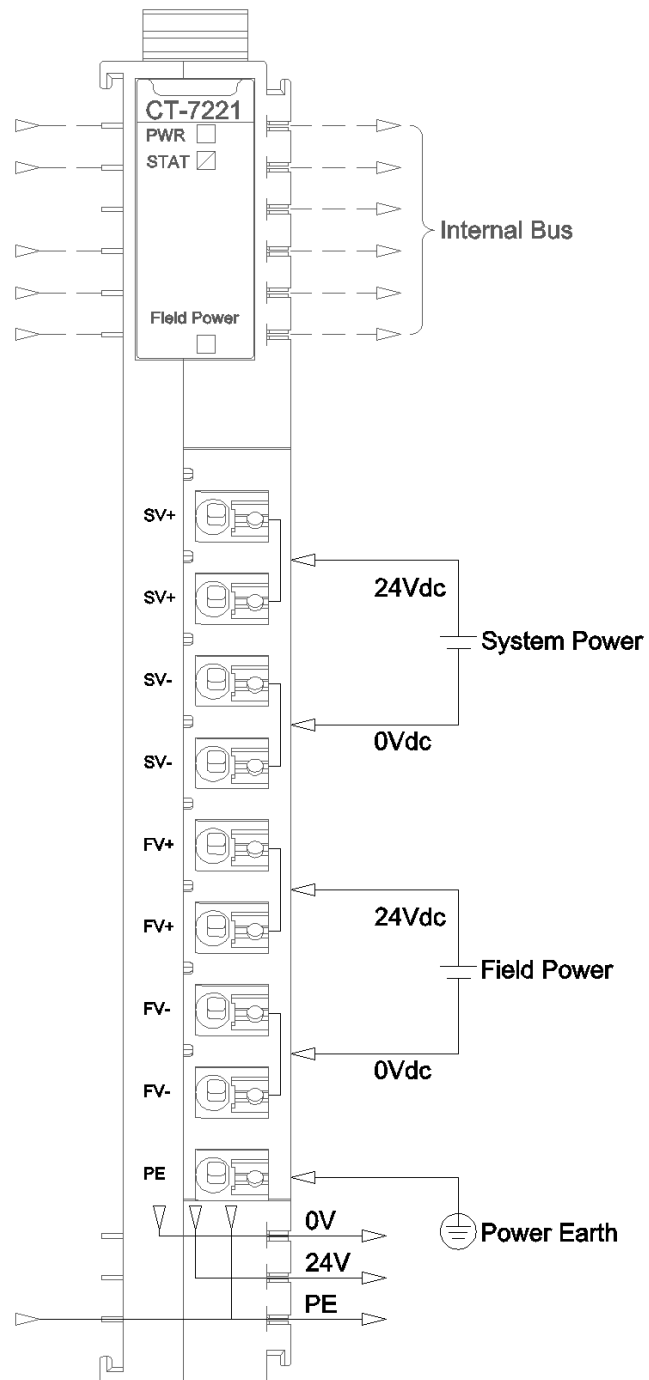 CT-7221
PWR
STAT
Internal Bus
Field Power
SV+
24Vdc
SV+
System Power
SV-
0Vdc
SV-
FV+
24Vdc
FV+
Field Power
FV-
0Vdc
FV-
PE
0V
Power Earth
24V
PE